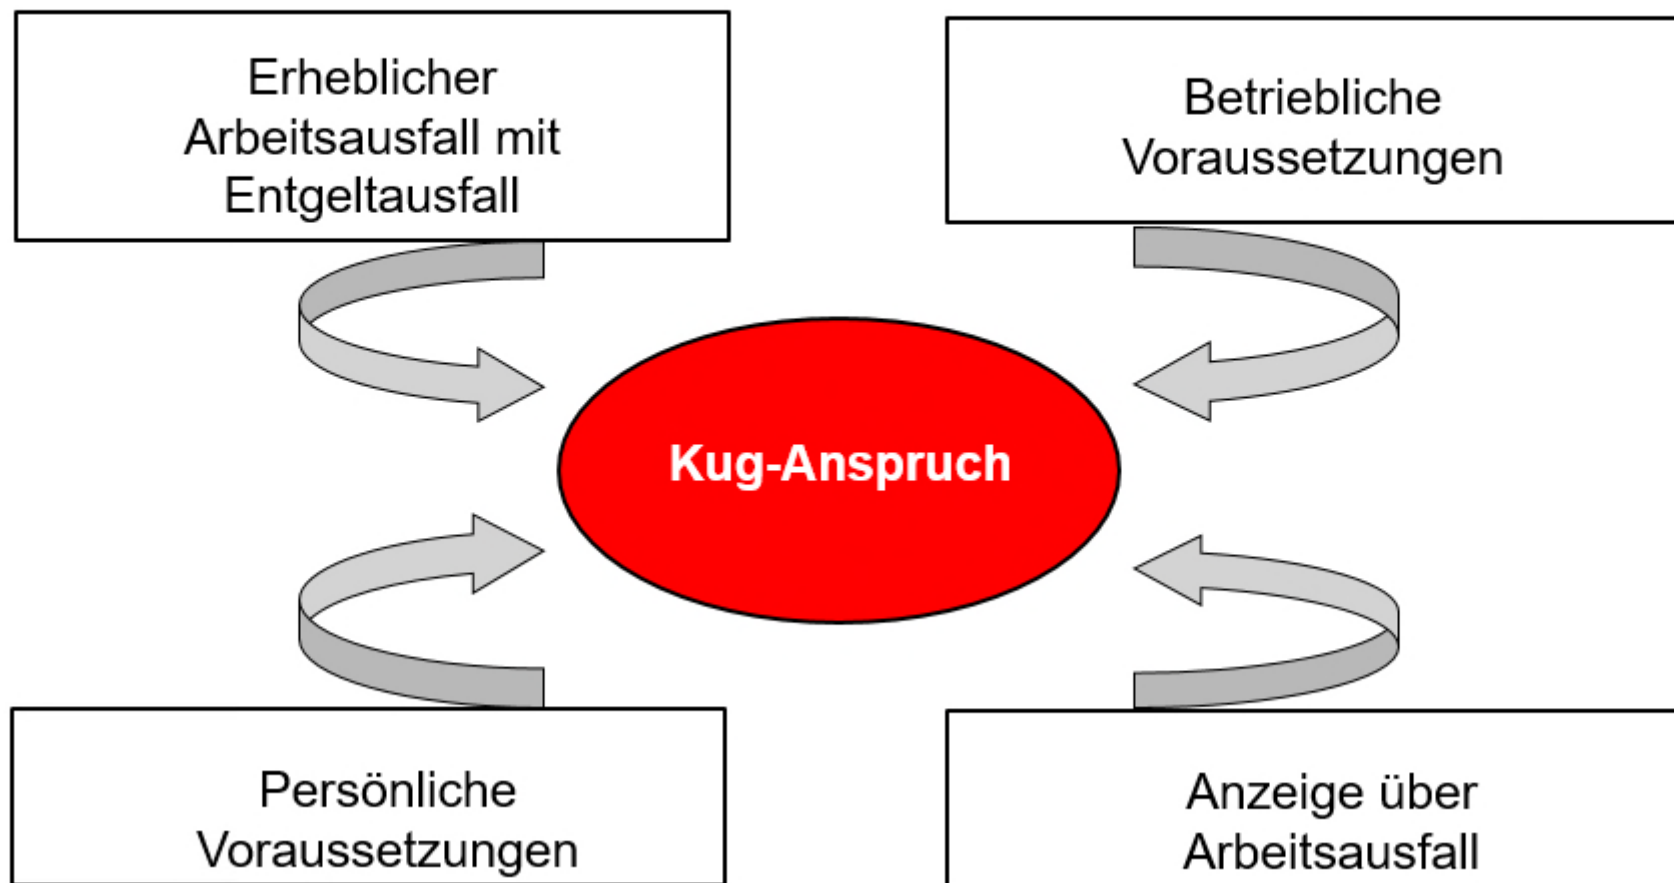 Erheblicher
Arbeitsausfall mit
Entgeltausfall
Betriebliche
Voraussetzungen
Kug-Anspruch
Persönliche
Voraussetzungen
Anzeige über
Arbeitsausfall